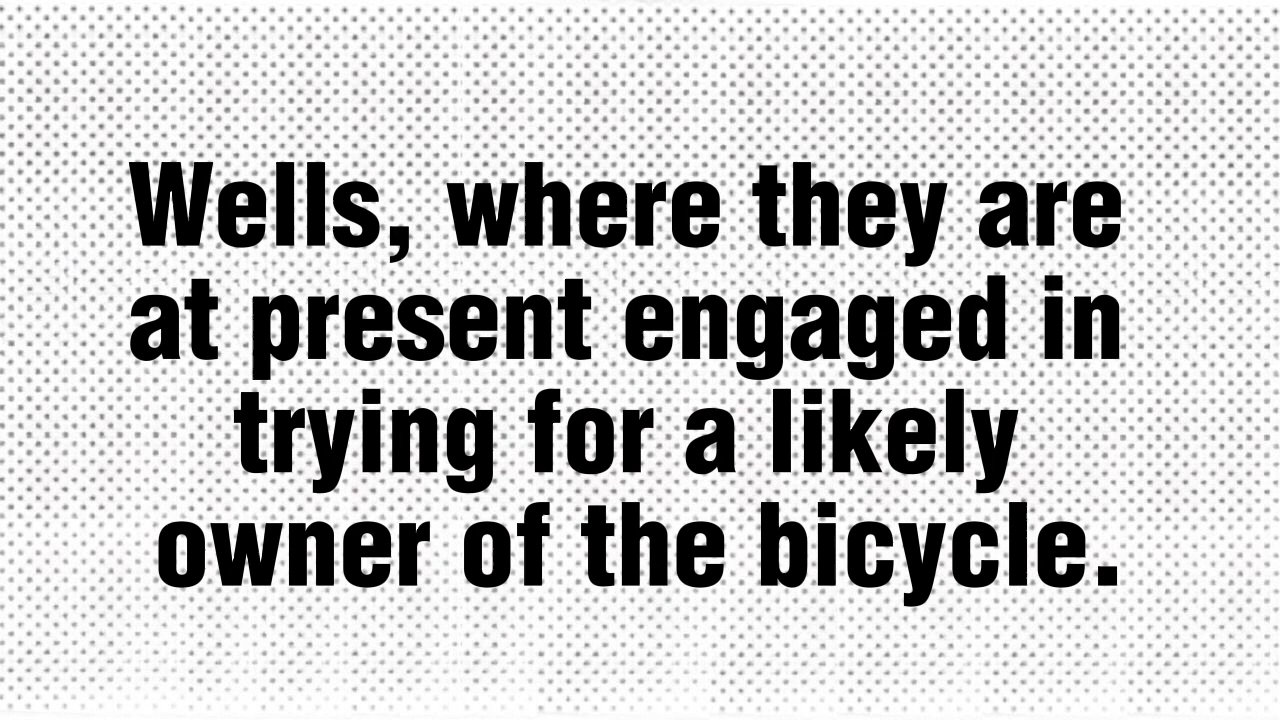 Wells, where they are
at present engaged in
trying for a likely
owner of the bicycle.